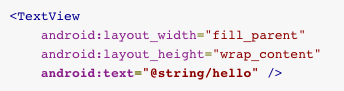 <TextView
    android:layout_width="fill_parent"
    android:layout_height="wrap_content"
    android:text="@string/hello" />